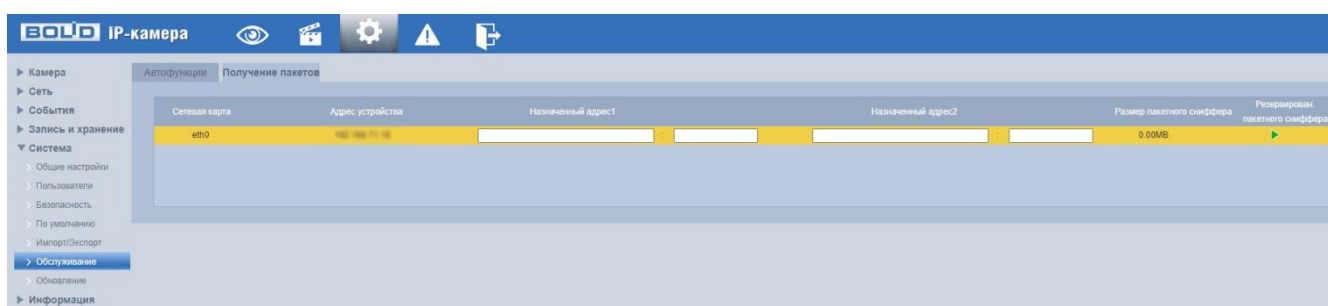 BOLID IP-камера
Камера
Сеть
События
Запись и хранение
Система
Общие настройки
Пользователи
Безопасность
По умолчанию
Импорт/Экспорт
Обслуживание
Обновление
Информация
Автофункции Получение пакетов
Сетевая карта Адрес устройства Назначенный адрес1 Назначенный адрес2 Размер пакетного сниффера Резервирован. пакетного сниффера
eth0 : : 0.00MB